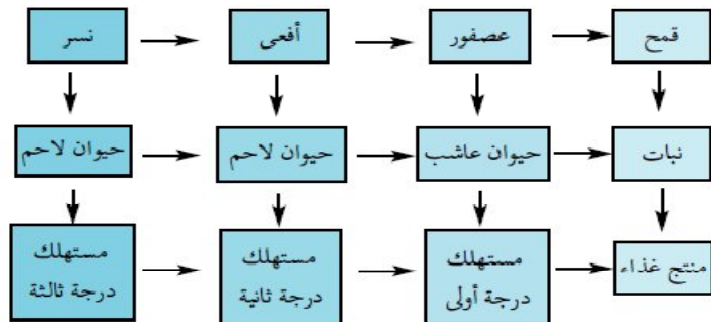 قمح
عصفور
أفعى
نسر
نبات
حيوان عاشب
حيوان لاحم
حيوان لاحم
منتج غذاء
مستهلك
درجة أولى
مستهلك
درجة ثانية
مستهلك
درجة ثالثة